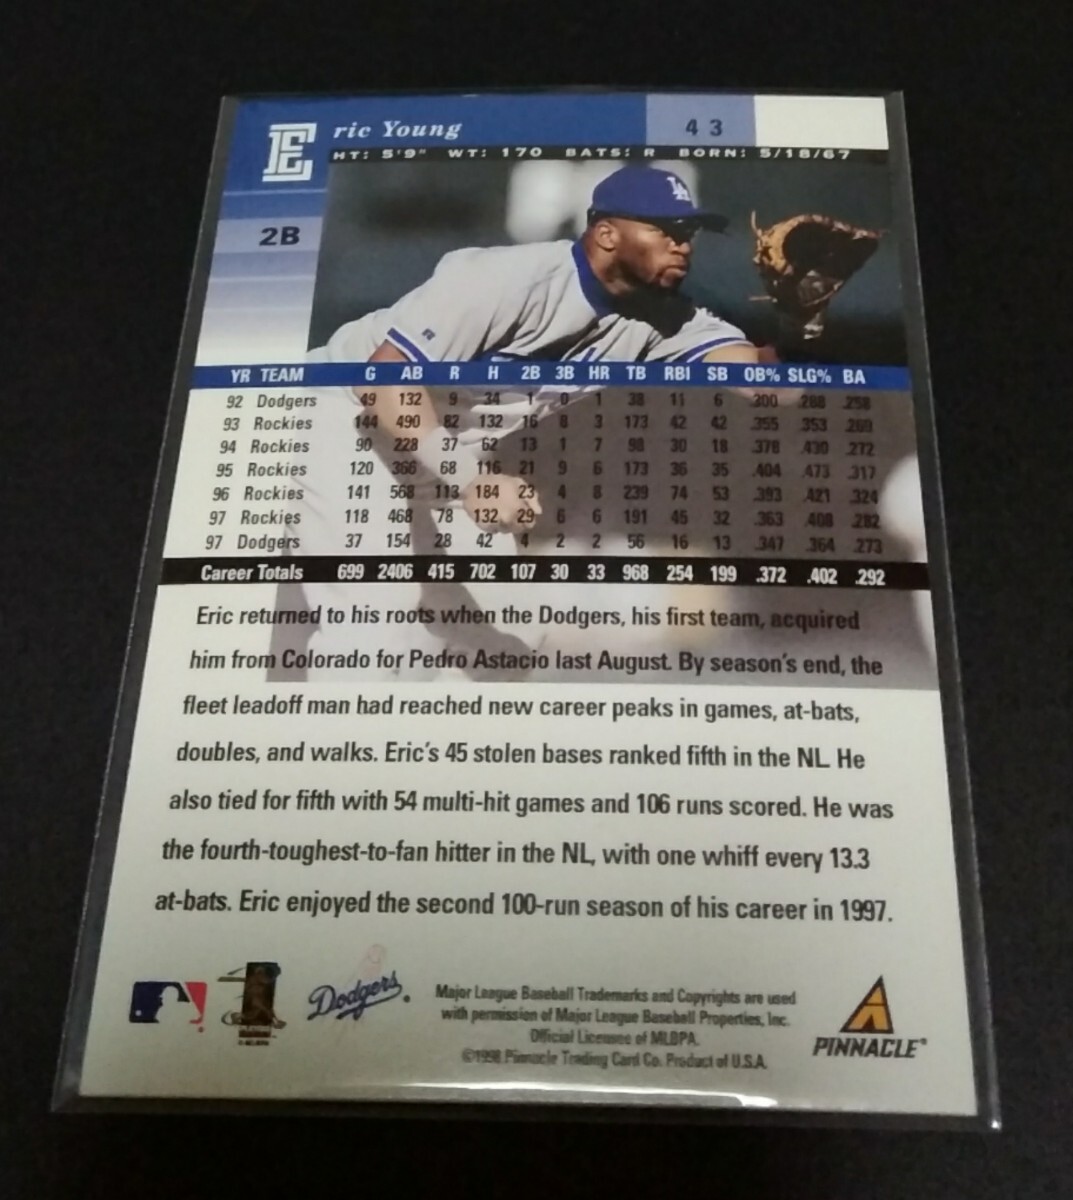 Eric Young 43
HT: 5'9" WT: 170 BATS: R BORN: 5/18/67
2B
LA
YR TEAM G AB R H 2B 3B HR TB RBI SB OB% SLG% BA
92 Dodgers 49 132 9 34 1 0 1 38 11 6 .300 .288 .258
93 Rockies 144 490 82 132 16 8 3 173 42 42 .355 .353 .269
94 Rockies 90 228 37 62 13 1 7 98 30 18 .378 .430 .272
95 Rockies 120 366 68 116 21 9 6 173 36 35 .404 .473 .317
96 Rockies 141 568 113 184 23 4 8 239 74 53 .393 .421 .324
97 Rockies 118 468 78 132 29 6 6 191 45 32 .363 .408 .282
97 Dodgers 37 154 28 42 4 2 2 56 16 13 .347 .364 .273
Career Totals 699 2406 415 702 107 30 33 968 254 199 .372 .402 .292
Eric returned to his roots when the Dodgers, his first team, acquired
him from Colorado for Pedro Astacio last August. By season's end, the
fleet leadoff man had reached new career peaks in games, at-bats,
doubles, and walks. Eric's 45 stolen bases ranked fifth in the NL. He
also tied for fifth with 54 multi-hit games and 106 runs scored. He was
the fourth-toughest-to-fan hitter in the NL, with one whiff every 13.3
at-bats. Eric enjoyed the second 100-run season of his career in 1997.
Dodgers
Major League Baseball Trademarks and Copyrights are used
with permission of Major League Baseball Properties, Inc.
Official Licensee of MLBPA.
©1998 Pinnacle Trading Card Co. Product of U.S.A.
PINNACLE®